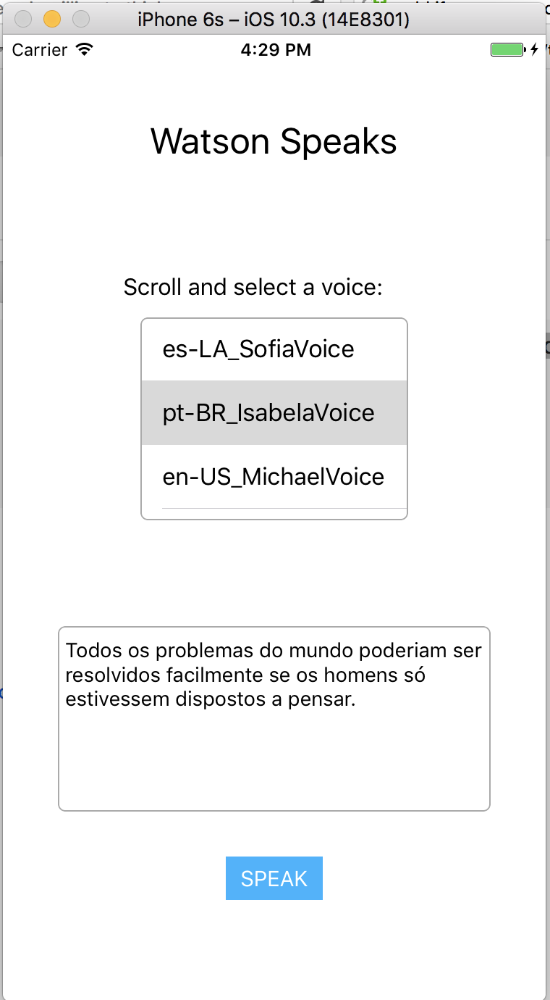 iPhone 6s – iOS 10.3 (14E8301)
Carrier 4:29 PM
Watson Speaks
Scroll and select a voice:
es-LA_SofiaVoice
pt-BR_IsabelaVoice
en-US_MichaelVoice
Todos os problemas do mundo poderiam ser
resolvidos facilmente se os homens só
estivessem dispostos a pensar.
SPEAK